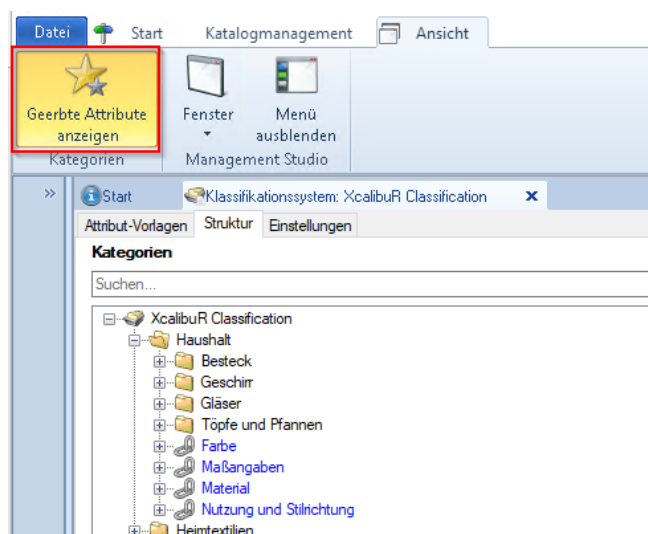 Datei Start Katalogmanagement Ansicht
Geerbte Attribute anzeigen
Fenster
Menü ausblenden
Kategorien
Management Studio
» Start Klassifikationssystem: XcalibuR Classification x
Attribut-Vorlagen Struktur Einstellungen
Kategorien
Suchen...
XcalibuR Classification
Haushalt
Besteck
Geschirr
Gläser
Töpfe und Pfannen
Farbe
Maßangaben
Material
Nutzung und Stilrichtung
Heimtextilien